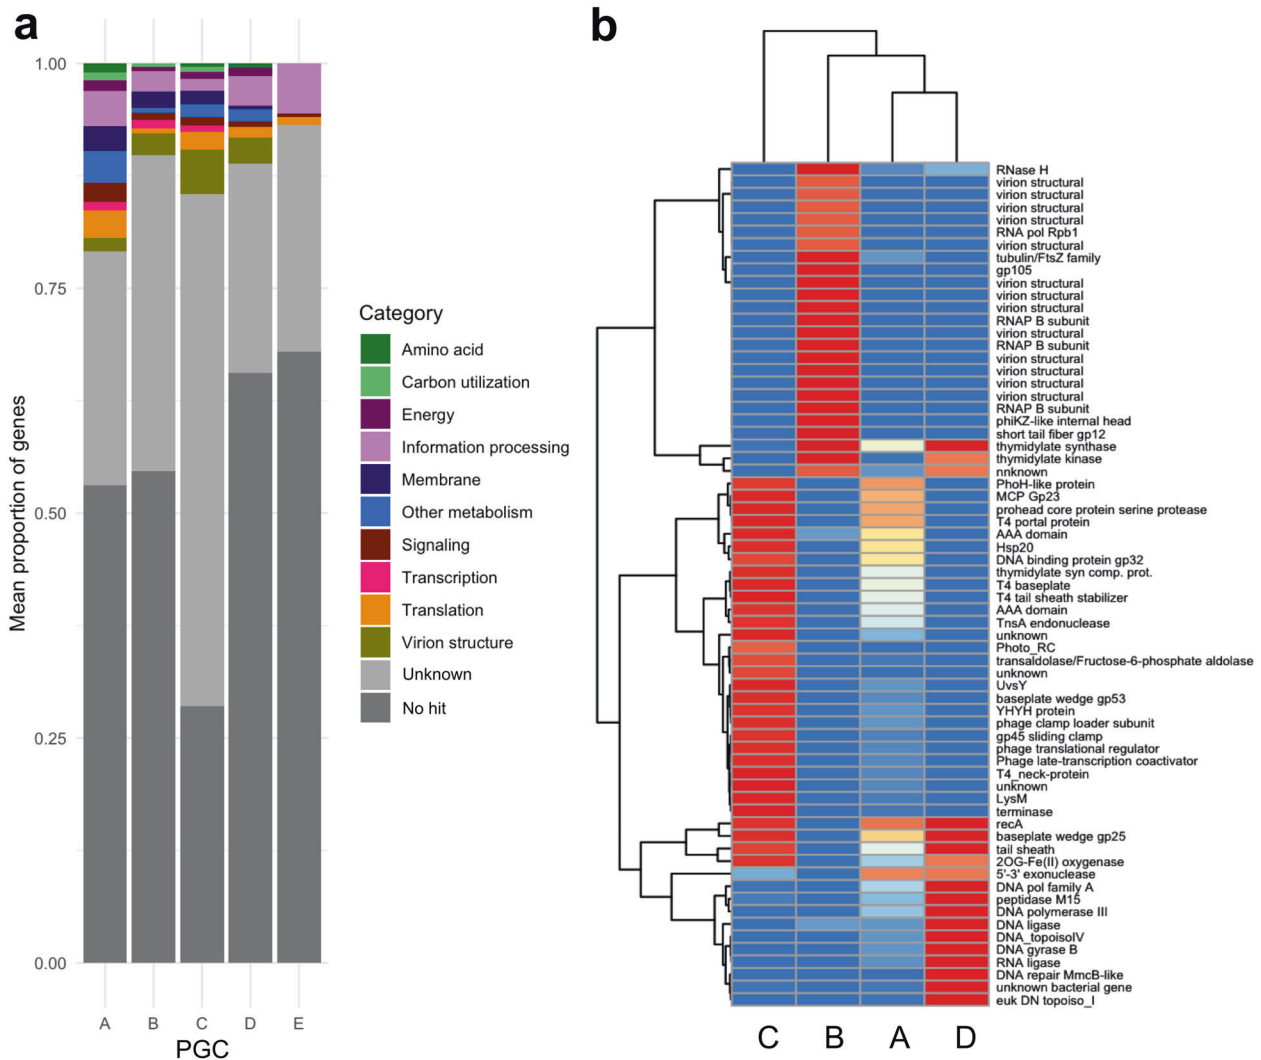 a
1.00
0.75
0.50
0.25
0.00
Mean proportion of genes
A B C D E
PGC
Category
Amino acid
Carbon utilization
Energy
Information processing
Membrane
Other metabolism
Signaling
Transcription
Translation
Virion structure
Unknown
No hit
b
RNase H
virion structural
virion structural
virion structural
virion structural
RNA pol Rpb1
virion structural
tubulin/FtsZ family
gp105
virion structural
virion structural
virion structural
RNAP B subunit
virion structural
RNAP B subunit
virion structural
virion structural
virion structural
virion structural
RNAP B subunit
phiKZ-like internal head
short tail fiber gp12
thymidylate synthase
thymidylate kinase
nnknown
PhoH-like protein
MCP Gp23
prohead core protein serine protease
T4 portal protein
AAA domain
Hsp20
DNA binding protein gp32
thymidylate syn comp. prot.
T4 baseplate
T4 tail sheath stabilizer
AAA domain
TnsA endonuclease
unknown
Photo_RC
transaldolase/Fructose-6-phosphate aldolase
unknown
UvsY
baseplate wedge gp53
YHYH protein
phage clamp loader subunit
gp45 sliding clamp
phage translational regulator
Phage late-transcription coactivator
T4_neck-protein
unknown
LysM
terminase
recA
baseplate wedge gp25
tail sheath
2OG-Fe(II) oxygenase
5'-3' exonuclease
DNA pol family A
peptidase M15
DNA polymerase III
DNA ligase
DNA_topoisoIV
DNA gyrase B
RNA ligase
DNA repair MmcB-like
unknown bacterial gene
euk DN topoiso_I
C B A D